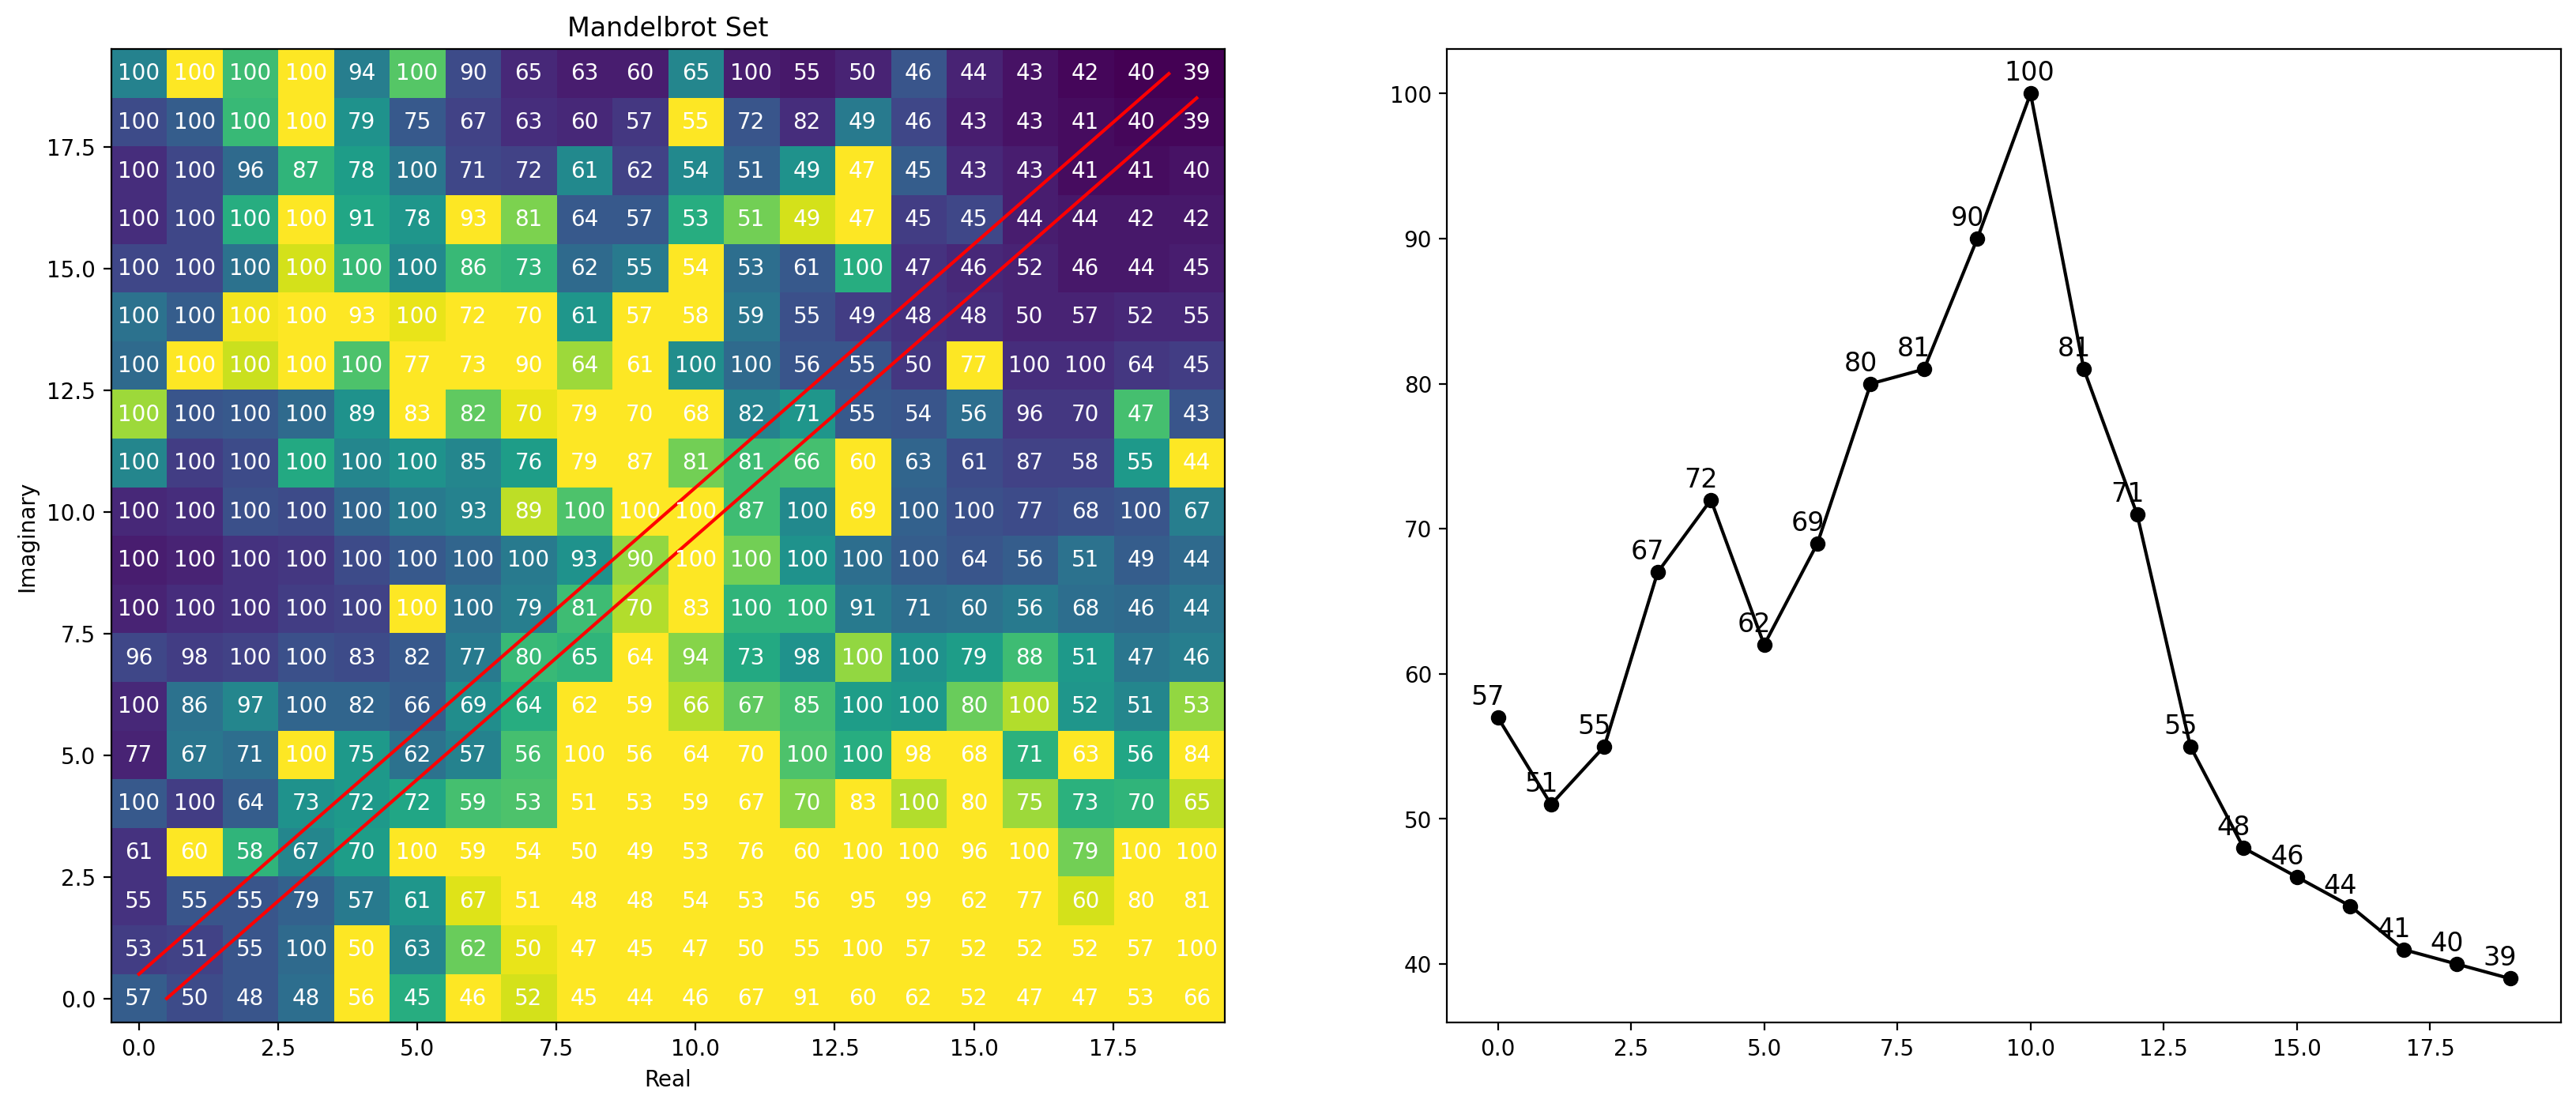 Mandelbrot Set
100 100 100 100 94 100 90 65 63 60 65 100 55 50 46 44 43 42 40 39
100 100 100 100 79 75 67 63 60 57 55 72 82 49 46 43 43 41 40 39
17.5
100 100 96 87 78 100 71 72 61 62 54 51 49 47 45 43 43 41 41 40
100 100 100 100 91 78 93 81 64 57 53 51 49 47 45 45 44 44 42 42
15.0 100 100 100 100 100 100 86 73 62 55 54 53 61 100 47 46 52 46 44 45
100 100 100 100 93 100 72 70 61 57 58 59 55 49 48 48 50 57 52 55
100 100 100 100 100 77 73 90 64 61 100 100 56 55 50 77 100 100 64 45
12.5
100 100 100 100 89 83 82 70 79 70 68 82 71 55 54 56 96 70 47 43
100 100 100 100 100 100 85 76 79 87 81 81 66 60 63 61 87 58 55 44
10.0 100 100 100 100 100 100 93 89 100 100 100 87 100 69 100 100 77 68 100 67
100 100 100 100 100 100 100 100 93 90 100 100 100 100 100 64 56 51 49 44
100 100 100 100 100 100 100 79 81 70 83 100 100 91 71 60 56 68 46 44
7.5
96 98 100 100 83 82 77 80 65 64 94 73 98 100 100 79 88 51 47 46
100 86 97 100 82 66 69 64 62 59 66 67 85 100 100 80 100 52 51 53
5.0 77 67 71 100 75 62 57 56 100 56 64 70 100 100 98 68 71 63 56 84
100 100 64 73 72 72 59 53 51 53 59 67 70 83 100 80 75 73 70 65
61 60 58 67 70 100 59 54 50 49 53 76 60 100 100 96 100 79 100 100
2.5
55 55 55 79 57 61 67 51 48 48 54 53 56 95 99 62 77 60 80 81
53 51 55 100 50 63 62 50 47 45 47 50 55 100 57 52 52 52 57 100
0.0 57 50 48 48 56 45 46 52 45 44 46 67 91 60 62 52 47 47 53 66
0.0 2.5 5.0 7.5 10.0 12.5 15.0 17.5
Real
Imaginary
100
90
80
70
60
50
40
57 51 55 67 72 62 69 80 81 90 100 81 71 55 48 46 44 41 40 39
0.0 2.5 5.0 7.5 10.0 12.5 15.0 17.5